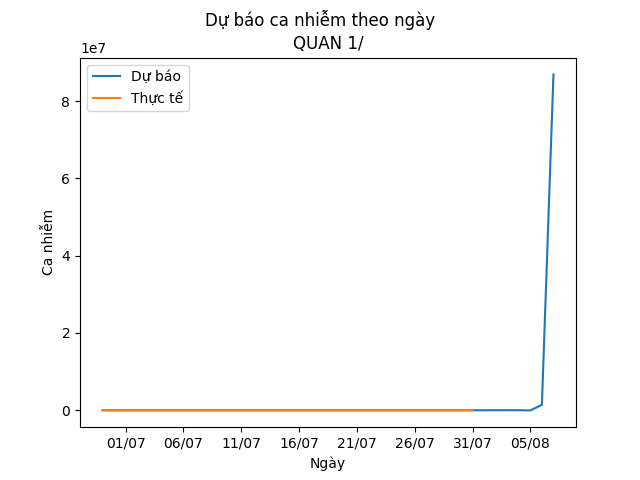 Dự báo ca nhiễm theo ngày
QUAN 1/
1e7
Dự báo
Thực tế
8
6
4
2
0
Ca nhiễm
01/07 06/07 11/07 16/07 21/07 26/07 31/07 05/08
Ngày